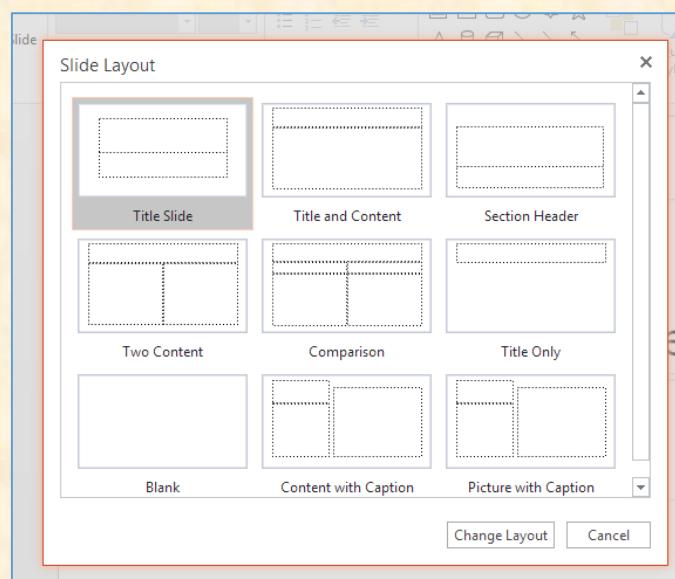 Slide
Slide Layout
Title Slide
Title and Content
Section Header
Two Content
Comparison
Title Only
Blank
Content with Caption
Picture with Caption
Change Layout
Cancel